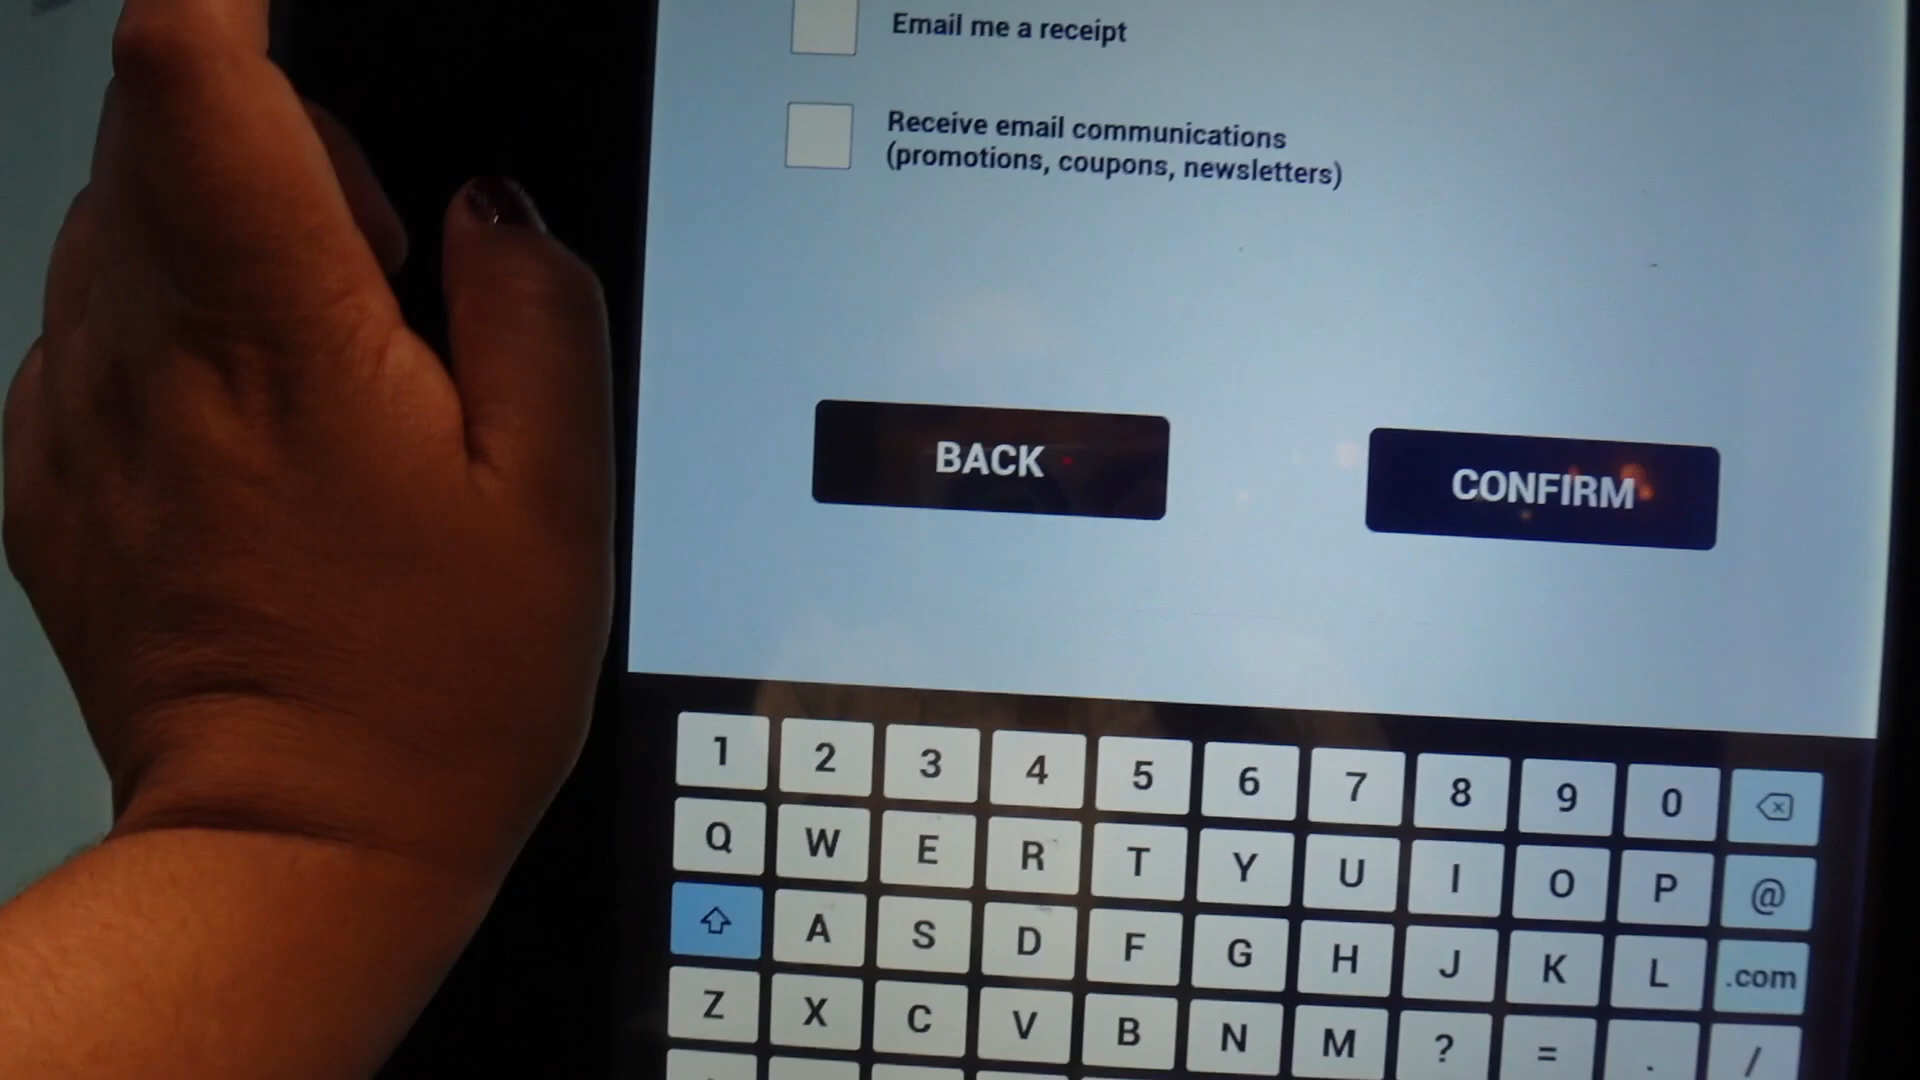 Email me a receipt
Receive email communications
(promotions, coupons, newsletters)
BACK CONFIRM
1 2 3 4 5 6 7 8 9 0
Q W E R T Y U I O P @
A S D F G H J K L .com
Z X C V B N M ? = . /